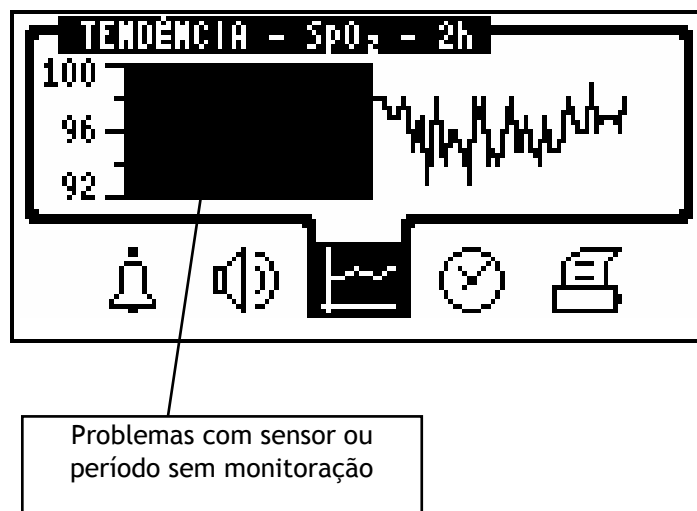 TENDÊNCIA - SpO₂ - 2h
100
96
92
Problemas com sensor ou
período sem monitoração